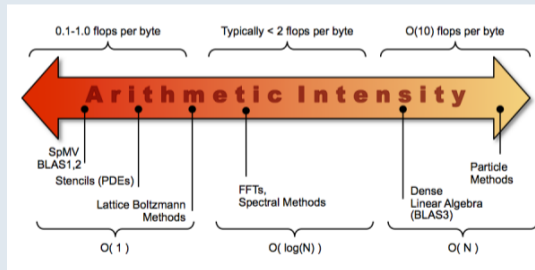 0.1-1.0 flops per byte
Typically < 2 flops per byte
O(10) flops per byte
Arithmetic Intensity
SpMV
BLAS1,2
Stencils (PDEs)
Lattice Boltzmann
Methods
FFTs,
Spectral Methods
Dense
Linear Algebra
(BLAS3)
Particle
Methods
O( 1 )
O( log(N) )
O( N )